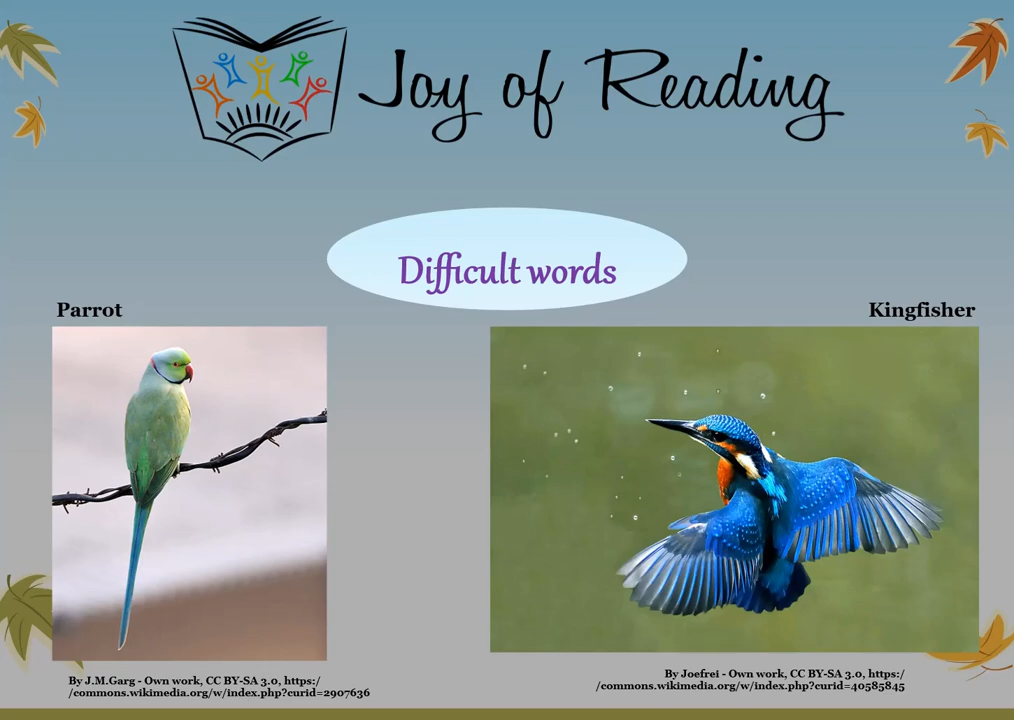 Joy of Reading
Difficult words
Parrot
Kingfisher
By J.M.Garg - Own work, CC BY-SA 3.0, https:/
/commons.wikimedia.org/w/index.php?curid=2907636
By Joefrei - Own work, CC BY-SA 3.0, https:/
/commons.wikimedia.org/w/index.php?curid=40585845